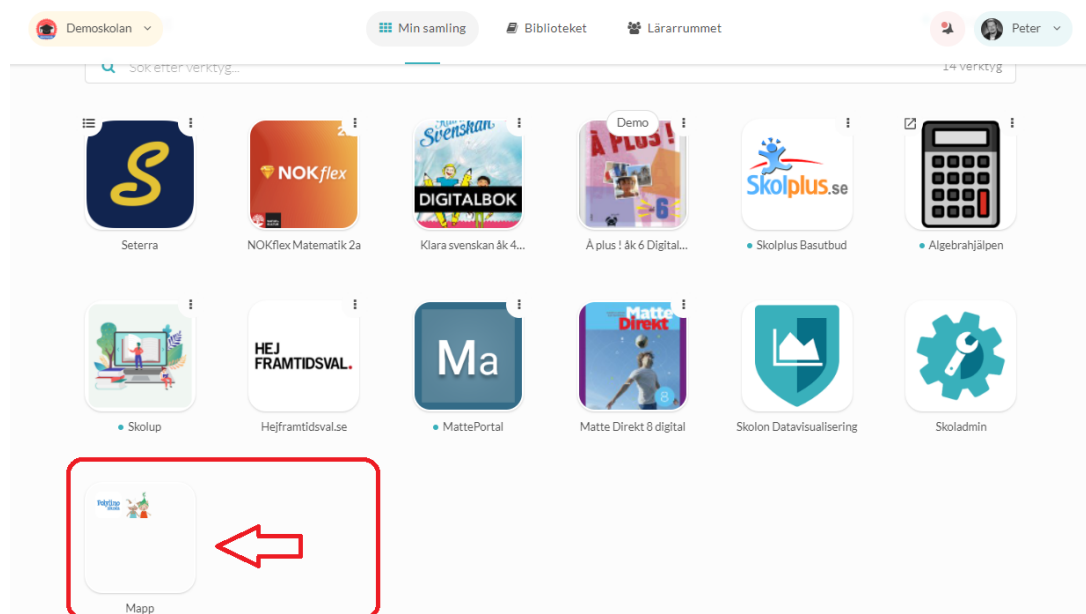 Demoskolan
Min samling
Biblioteket
Lärarrummet
Peter
Sök efter verktyg...
14 verktyg
S
NOKflex
Klara
Svenskan
DIGITALBOK
Demo
À PLUS!
6
Skolplus.se
Seterra
NOKflex Matematik 2a
Klara svenskan åk 4...
À plus ! åk 6 Digital...
Skolplus Basutbud
Algebrahjälpen
HEJ
FRAMTIDSVAL.
Ma
Matte
Direkt
8
Skolup
Hejframtidsval.se
MattePortal
Matte Direkt 8 digital
Skolon Datavisualisering
Skoladmin
Mapp